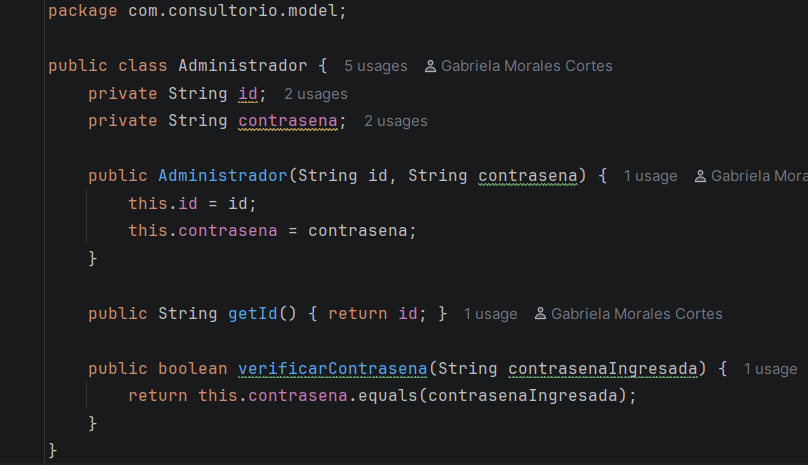 package com.consultorio.model;
public class Administrador { 5 usages Gabriela Morales Cortes
private String id; 2 usages
private String contrasena; 2 usages
public Administrador(String id, String contrasena) { 1 usage Gabriela Mora
this.id = id;
this.contrasena = contrasena;
}
public String getId() { return id; } 1 usage Gabriela Morales Cortes
public boolean verificarContrasena(String contrasenaIngresada) { 1 usage
return this.contrasena.equals(contrasenaIngresada);
}
}